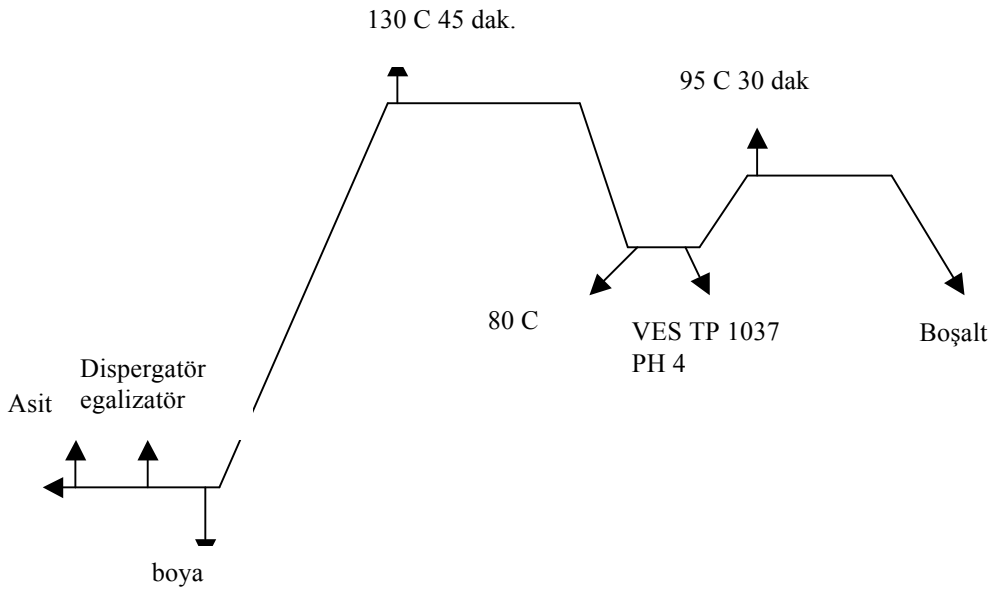 130 C 45 dak.
95 C 30 dak
80 C
VES TP 1037
PH 4
Boşalt
Dispergatör
egalizatör
Asit
boya